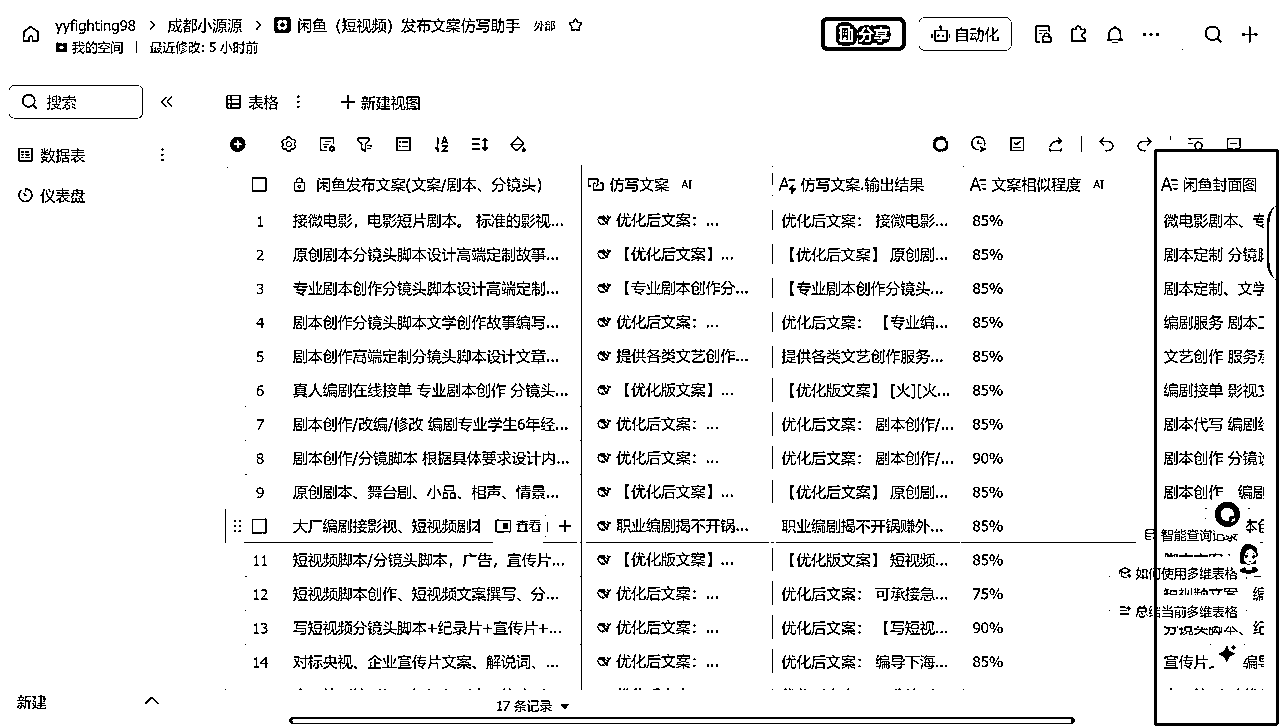 yyfighting98 > 成都小源源 > 闲鱼（短视频）发布文案仿写助手 外部
我的空间 | 最近修改: 5 小时前
分享
自动化
搜索
表格
新建视图
数据表
仪表盘
闲鱼发布文案(文案/剧本、分镜头) 仿写文案 AI 仿写文案.输出结果 文案相似程度 AI 闲鱼封面图
1 接微电影，电影短片剧本。 标准的影视... 优化后文案：... 优化后文案： 接微电影... 85% 微电影剧本、专
2 原创剧本分镜头脚本设计高端定制故事... 【优化后文案】... 【优化后文案】 原创剧... 85% 剧本定制 分镜
3 专业剧本创作分镜头脚本设计高端定制... 【专业剧本创作分... 【专业剧本创作分镜头... 85% 剧本定制、文学
4 剧本创作分镜头脚本文学创作故事编写... 优化后文案：... 优化后文案： 【专业编... 85% 编剧服务 剧本
5 剧本创作高端定制分镜头脚本设计文章... 提供各类文艺创作... 提供各类文艺创作服务... 85% 文艺创作 服务
6 真人编剧在线接单 专业剧本创作 分镜头... 【优化版文案】... 【优化版文案】 [火][火... 85% 编剧接单 影视
7 剧本创作/改编/修改 编剧专业学生6年经... 优化后文案：... 优化后文案： 剧本创作/... 85% 剧本代写 编剧
8 剧本创作/分镜脚本 根据具体要求设计内... 优化后文案：... 优化后文案： 剧本创作/... 90% 剧本创作 分镜
9 原创剧本、舞台剧、小品、相声、情景... 【优化后文案】... 【优化后文案】 原创剧... 85% 剧本创作 编剧
大厂编剧接影视、短视频剧本 查看 职业编剧揭不开锅... 职业编剧揭不开锅赚外... 85%
智能查询记录
11 短视频脚本/分镜头脚本，广告，宣传片... 【优化版文案】... 【优化版文案】 短视频... 85%
如何使用多维表格
12 短视频脚本创作、短视频文案撰写、分... 优化后文案：... 优化后文案： 可承接急... 75%
总结当前多维表格
13 写短视频分镜头脚本+纪录片+宣传片+... 优化后文案：... 优化后文案： 【写短视... 90% 分镜头脚本、纪
14 对标央视、企业宣传片文案、解说词、... 优化后文案：... 优化后文案： 编导下海... 85% 宣传片 编
新建
17 条记录